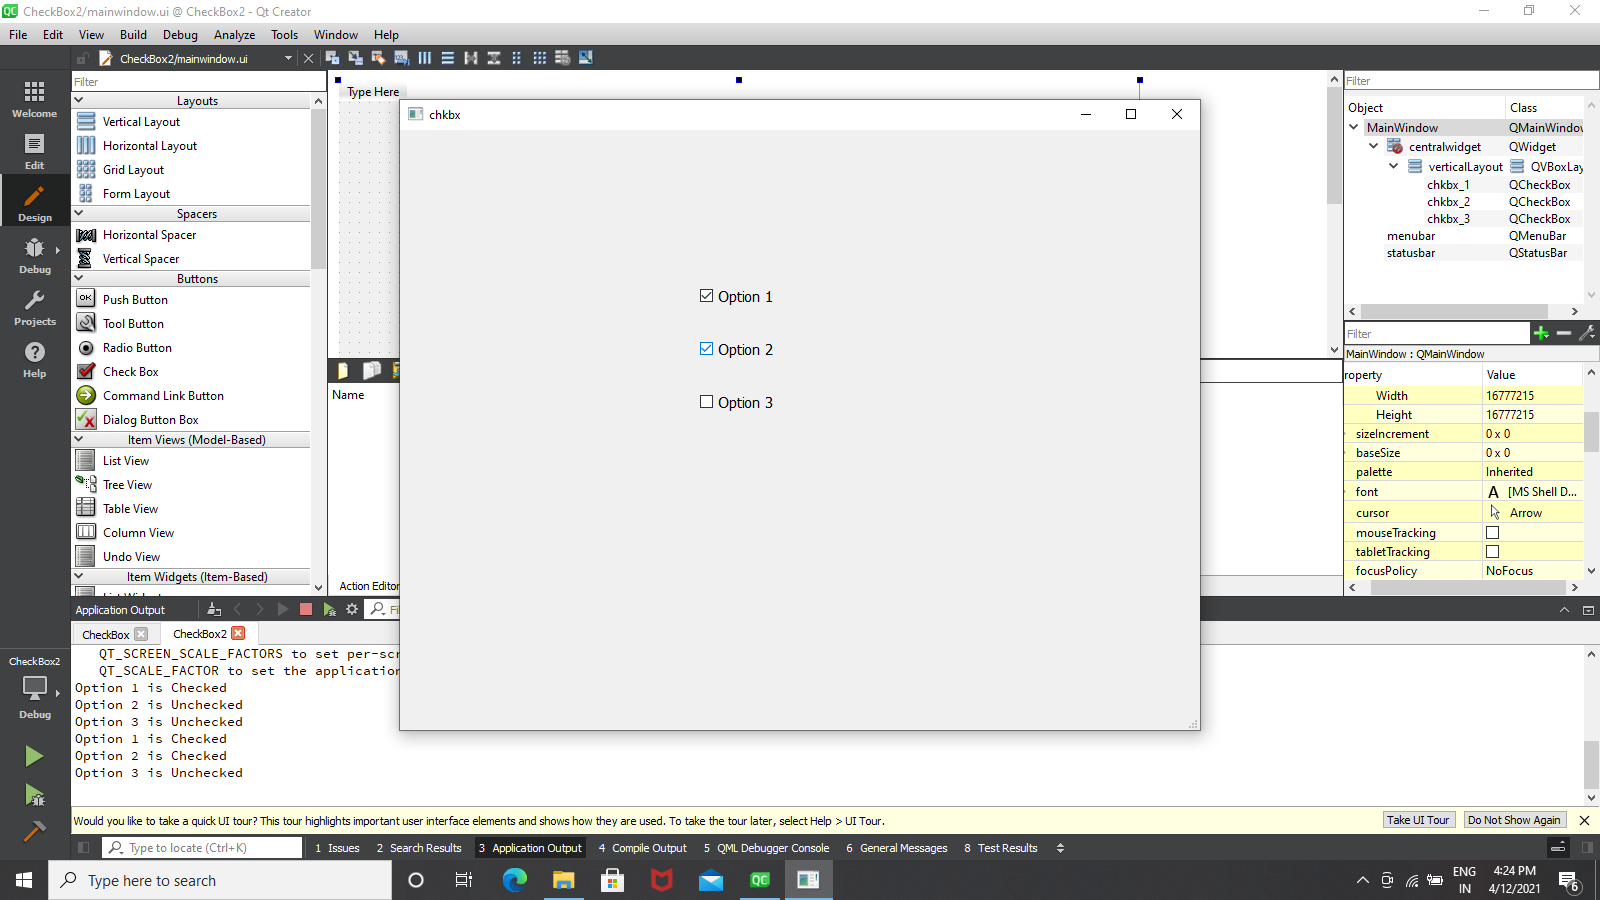 CheckBox2/mainwindow.ui @ CheckBox2 - Qt Creator
File Edit View Build Debug Analyze Tools Window Help
CheckBox2/mainwindow.ui
Welcome
Edit
Design
Debug
Projects
Help
CheckBox2
Debug
Filter
Layouts
Vertical Layout
Horizontal Layout
Grid Layout
Form Layout
Spacers
Horizontal Spacer
Vertical Spacer
Buttons
Push Button
OK
Tool Button
Radio Button
Check Box
Command Link Button
Dialog Button Box
Item Views (Model-Based)
List View
Tree View
Table View
Column View
Undo View
Item Widgets (Item-Based)
Type Here
chkbx
Option 1
Option 2
Option 3
Name
Action Editor
Filter
Object Class
MainWindow QMainWindow
centralwidget QWidget
verticalLayout QVBoxLay
chkbx_1 QCheckBox
chkbx_2 QCheckBox
chkbx_3 QCheckBox
menubar QMenuBar
statusbar QStatusBar
Filter
MainWindow : QMainWindow
roperty Value
Width 16777215
Height 16777215
sizeIncrement 0 x 0
baseSize 0 x 0
palette Inherited
font A [MS Shell D...
cursor Arrow
mouseTracking
tabletTracking
focusPolicy NoFocus
Application Output
CheckBox CheckBox2
QT_SCREEN_SCALE_FACTORS to set per-scr
QT_SCALE_FACTOR to set the application
Option 1 is Checked
Option 2 is Unchecked
Option 3 is Unchecked
Option 1 is Checked
Option 2 is Checked
Option 3 is Unchecked
Would you like to take a quick UI tour? This tour highlights important user interface elements and shows how they are used. To take the tour later, select Help > UI Tour.
Take UI Tour Do Not Show Again
Type to locate (Ctrl+K) 1 Issues 2 Search Results 3 Application Output 4 Compile Output 5 QML Debugger Console 6 General Messages 8 Test Results
Type here to search
QC
ENG
IN
4:24 PM
4/12/2021
6